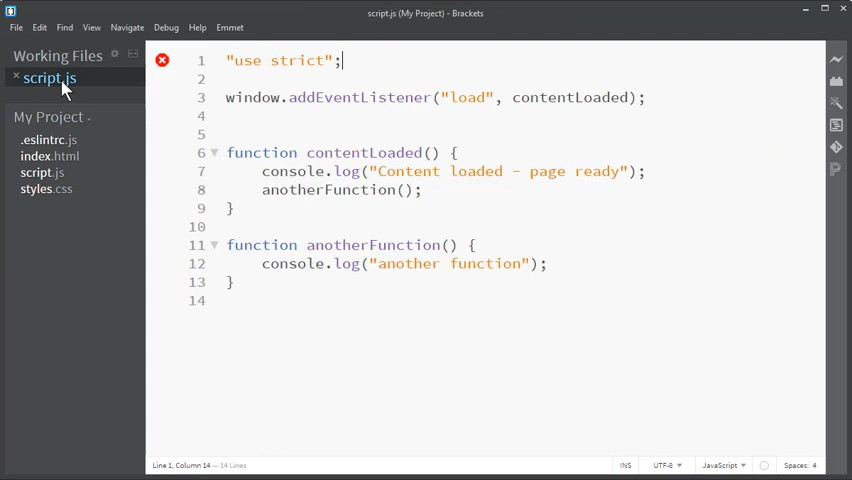 script.js (My Project) - Brackets
File Edit Find View Navigate Debug Help Emmet
Working Files
× script.js
My Project
.eslintrc.js
index.html
script.js
styles.css
1 "use strict";
2
3 window.addEventListener("load", contentLoaded);
4
5
6 function contentLoaded() {
7 console.log("Content loaded - page ready");
8 anotherFunction();
9 }
10
11 function anotherFunction() {
12 console.log("another function");
13 }
14
Line 1, Column 14 — 14 Lines
INS UTF-8 JavaScript Spaces: 4